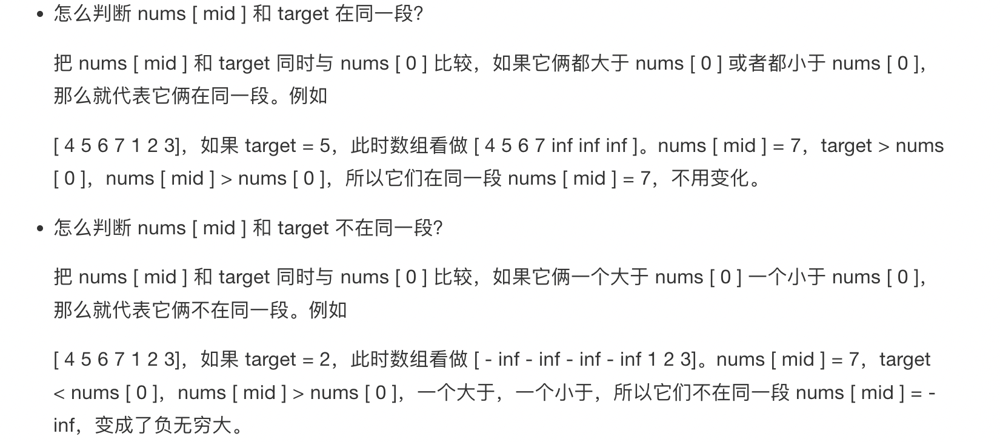 • 怎么判断 nums [ mid ] 和 target 在同一段？
把 nums [ mid ] 和 target 同时与 nums [ 0 ] 比较，如果它俩都大于 nums [ 0 ] 或者都小于 nums [ 0 ]，
那么就代表它俩在同一段。例如
[ 4 5 6 7 1 2 3]，如果 target = 5，此时数组看做 [ 4 5 6 7 inf inf inf ]。nums [ mid ] = 7，target > nums
[ 0 ]，nums [ mid ] > nums [ 0 ]，所以它们在同一段 nums [ mid ] = 7，不用变化。
• 怎么判断 nums [ mid ] 和 target 不在同一段？
把 nums [ mid ] 和 target 同时与 nums [ 0 ] 比较，如果它俩一个大于 nums [ 0 ] 一个小于 nums [ 0 ]，
那么就代表它俩不在同一段。例如
[ 4 5 6 7 1 2 3]，如果 target = 2，此时数组看做 [ - inf - inf - inf - inf 1 2 3]。nums [ mid ] = 7，target
< nums [ 0 ]，nums [ mid ] > nums [ 0 ]，一个大于，一个小于，所以它们不在同一段 nums [ mid ] = -
inf，变成了负无穷大。